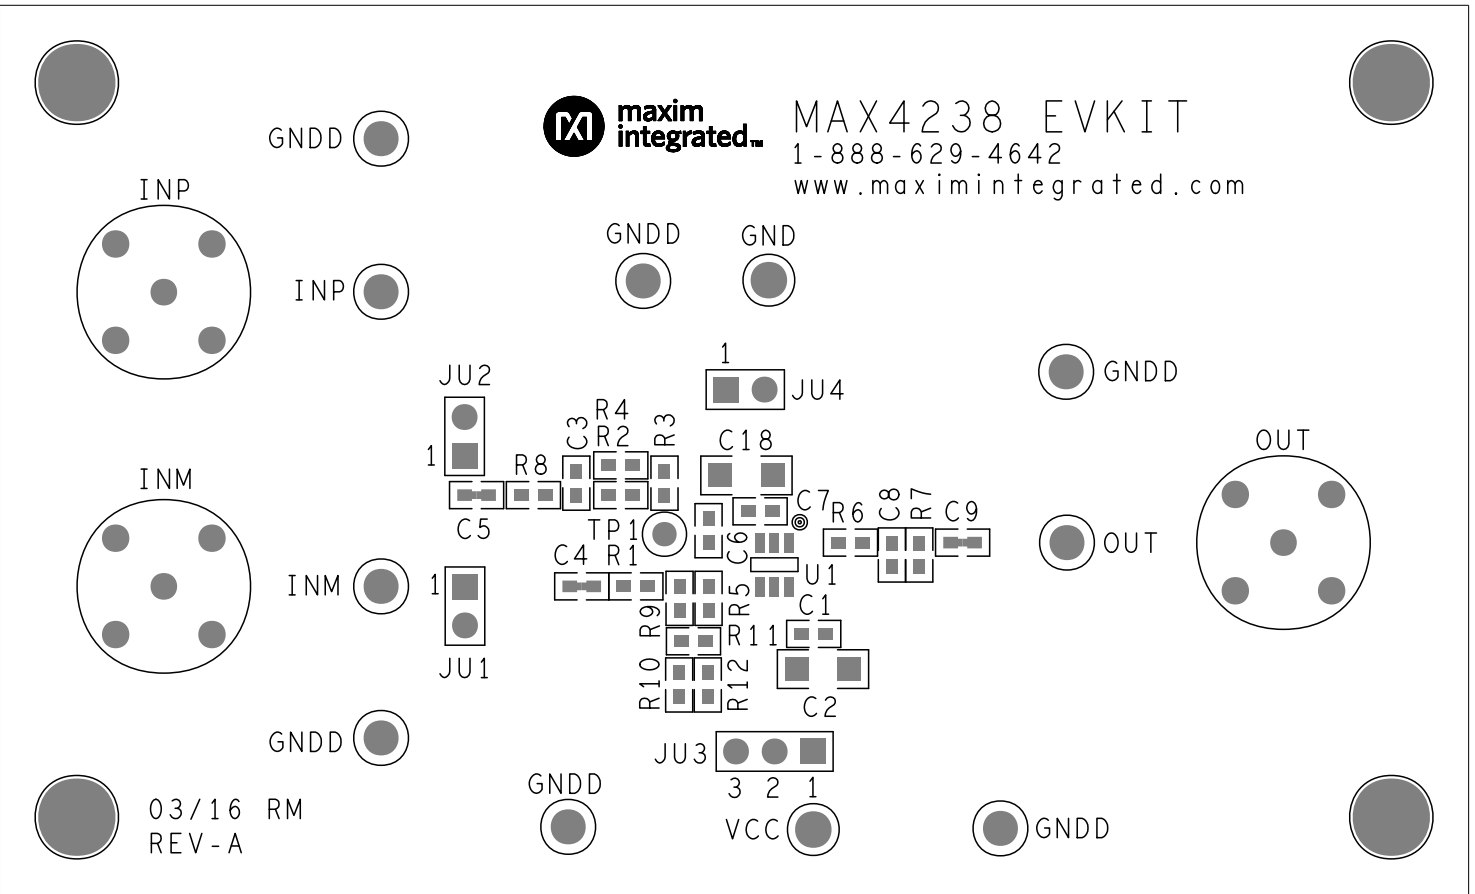 maxim
integrated™
MAX4238 EVKIT
1-888-629-4642
www.maximintegrated.com
GNDD
INP
GNDD
GND
INP
1
JU4
GNDD
JU2
1
R4
R2
C3
R3
R8
C18
OUT
INM
C5
TP1
C7
C6
R6
C8
R7
C9
OUT
C4
R1
U1
INM
1
R9
R5
C1
R11
JU1
R10
R12
C2
GNDD
JU3
3 2 1
GNDD
VCC
GNDD
03/16 RM
REV-A